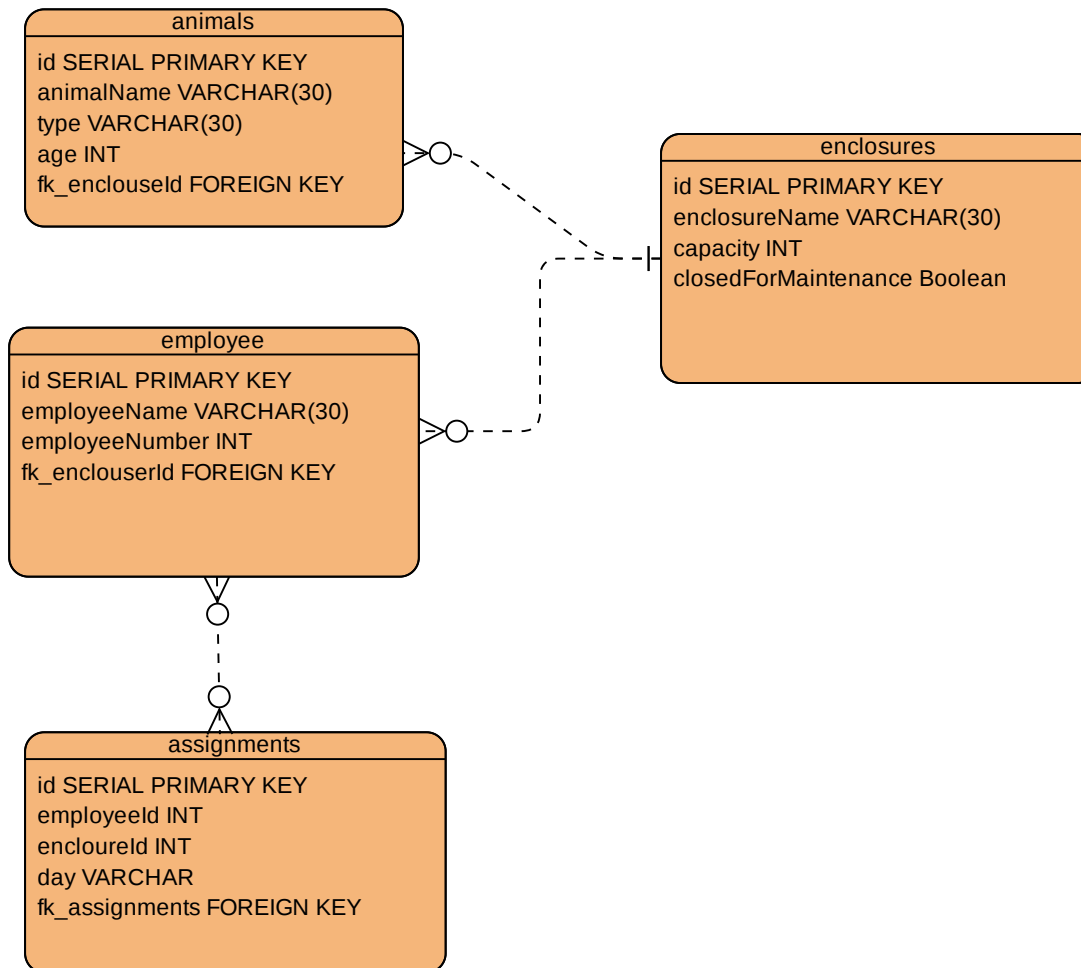 animals
id SERIAL PRIMARY KEY
animalName VARCHAR(30)
type VARCHAR(30)
age INT
fk_enclouseId FOREIGN KEY
enclosures
id SERIAL PRIMARY KEY
enclosureName VARCHAR(30)
capacity INT
closedForMaintenance Boolean
employee
id SERIAL PRIMARY KEY
employeeName VARCHAR(30)
employeeNumber INT
fk_enclouserId FOREIGN KEY
assignments
id SERIAL PRIMARY KEY
employeeId INT
encloureId INT
day VARCHAR
fk_assignments FOREIGN KEY